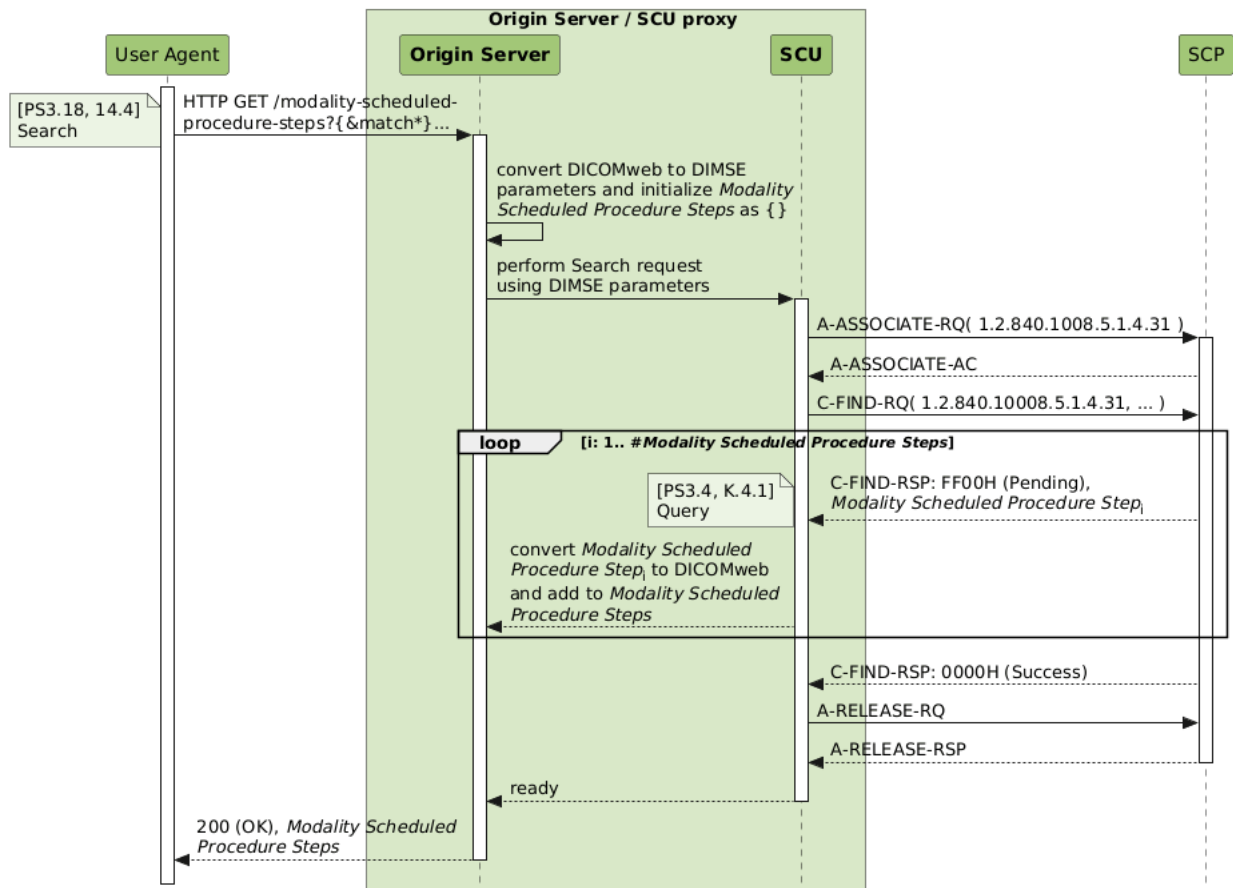 Origin Server / SCU proxy
User Agent
Origin Server
SCU
SCP
[PS3.18, 14.4]
Search
HTTP GET /modality-scheduled-
procedure-steps?{&match*}...
convert DICOMweb to DIMSE
parameters and initialize Modality
Scheduled Procedure Steps as {}
perform Search request
using DIMSE parameters
A-ASSOCIATE-RQ( 1.2.840.1008.5.1.4.31 )
A-ASSOCIATE-AC
C-FIND-RQ( 1.2.840.10008.5.1.4.31, ... )
loop
[i: 1.. #Modality Scheduled Procedure Steps]
C-FIND-RSP: FF00H (Pending),
Modality Scheduled Procedure Stepi
[PS3.4, K.4.1]
Query
convert Modality Scheduled
Procedure Stepi to DICOMweb
and add to Modality Scheduled
Procedure Steps
C-FIND-RSP: 0000H (Success)
A-RELEASE-RQ
A-RELEASE-RSP
ready
200 (OK), Modality Scheduled
Procedure Steps